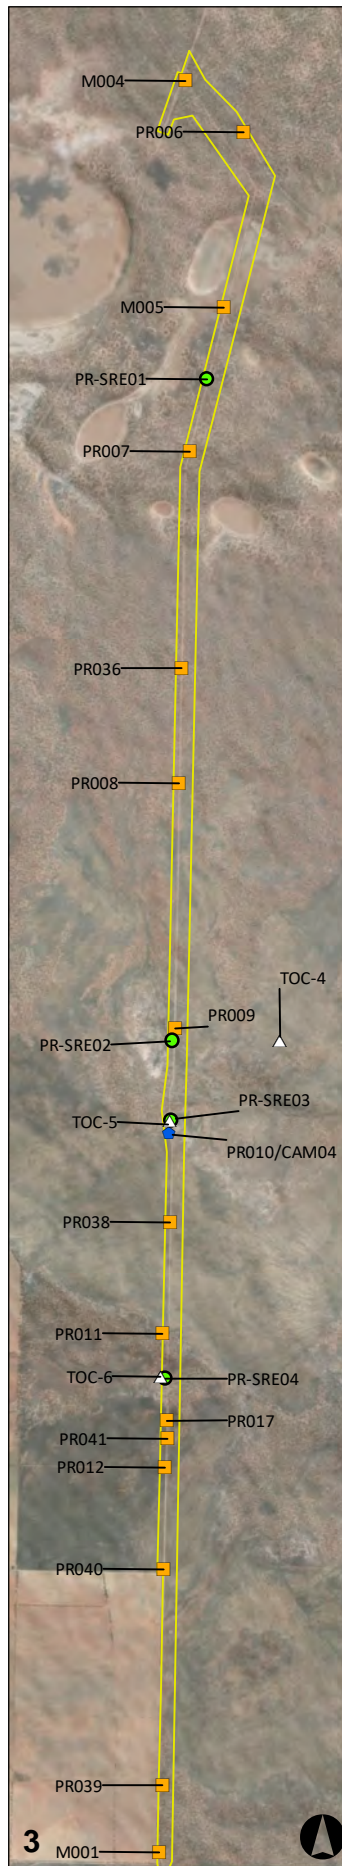 M004
PR006
M005
PR-SRE01
PR007
PR036
PR008
TOC-4
PR009
PR-SRE02
PR-SRE03
TOC-5
PR010/CAM04
PR038
PR011
TOC-6
PR-SRE04
PR017
PR041
PR012
PR040
PR039
3
M001